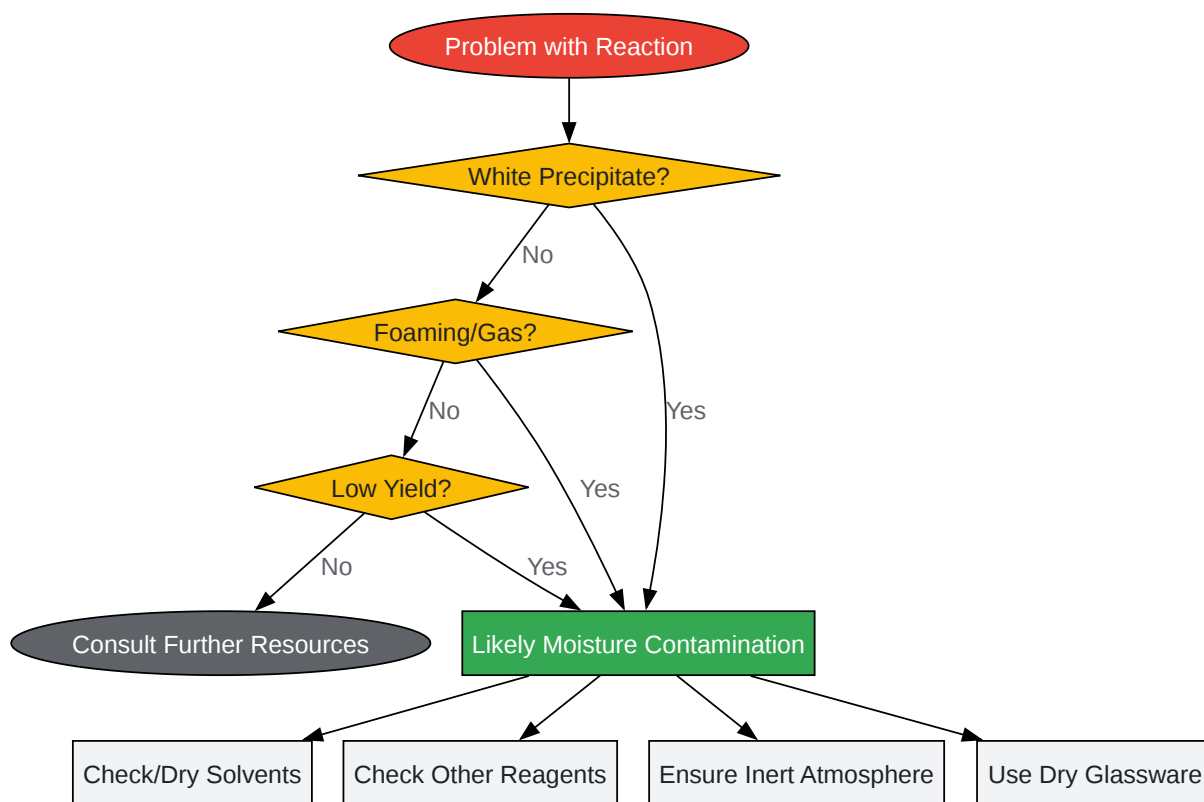 Problem with Reaction
White Precipitate?
No
Foaming/Gas?
No
Yes
Low Yield?
Yes
No
Yes
Consult Further Resources
Likely Moisture Contamination
Check/Dry Solvents
Check Other Reagents
Ensure Inert Atmosphere
Use Dry Glassware